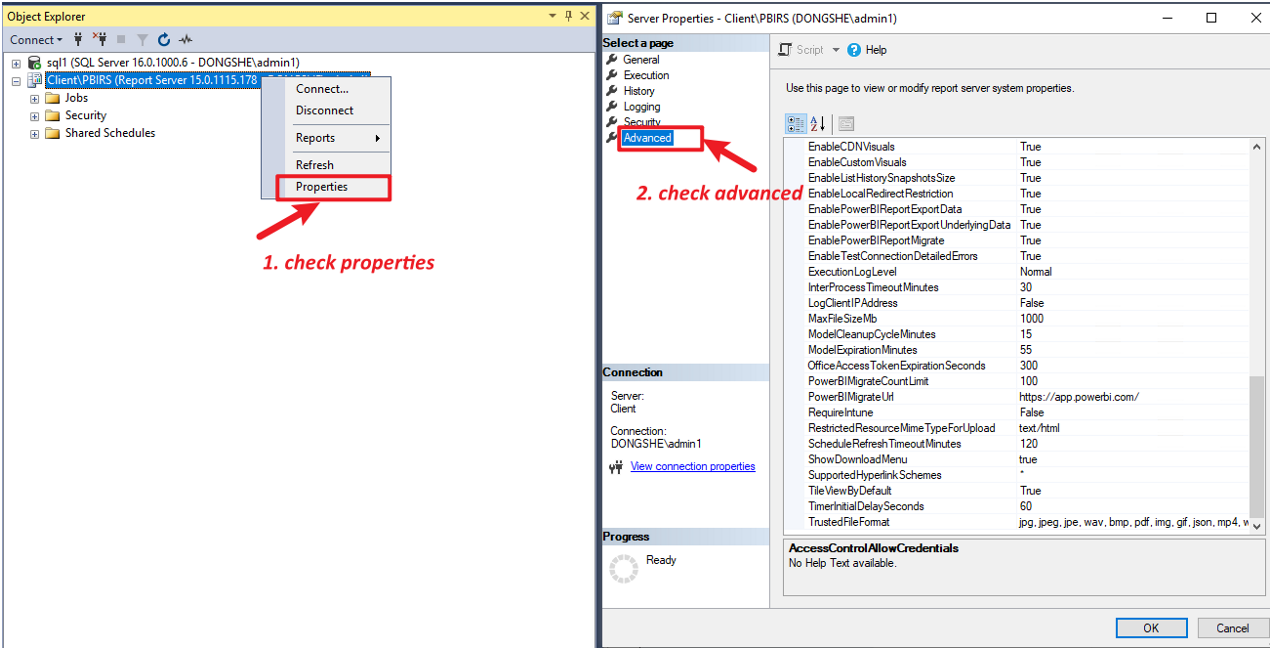 Object Explorer
Connect
sql1 (SQL Server 16.0.1000.6 - DONGSHE\admin1)
Client\PBIRS (Report Server 15.0.1115.178
Jobs
Security
Shared Schedules
Connect...
Disconnect
Reports
Refresh
Properties
1. check properties
Server Properties - Client\PBIRS (DONGSHE\admin1)
Select a page
General
Execution
History
Logging
Security
Advanced
2. check advanced
Script
Help
Use this page to view or modify report server system properties.
EnableCDNVisuals True
EnableCustomVisuals True
EnableListHistorySnapshotsSize True
EnableLocalRedirectRestriction True
EnablePowerBIReportExportData True
EnablePowerBIReportExportUnderlyingData True
EnablePowerBIReportMigrate True
EnableTestConnectionDetailedErrors True
ExecutionLogLevel Normal
InterProcessTimeoutMinutes 30
LogClientIPAddress False
MaxFileSizeMb 1000
ModelCleanupCycleMinutes 15
ModelExpirationMinutes 55
OfficeAccessTokenExpirationSeconds 300
PowerBIMigrateCountLimit 100
PowerBIMigrateUrl https://app.powerbi.com/
RequireIntune False
RestrictedResourceMimeTypeForUpload text/html
ScheduleRefreshTimeoutMinutes 120
ShowDownloadMenu true
SupportedHyperlinkSchemes *
TileViewByDefault True
TimerInitialDelaySeconds 60
TrustedFileFormat jpg, jpeg, jpe, wav, bmp, pdf, img, gif, json, mp4, w
AccessControlAllowCredentials
No Help Text available.
Connection
Server:
Client
Connection:
DONGSHE\admin1
View connection properties
Progress
Ready
OK
Cancel